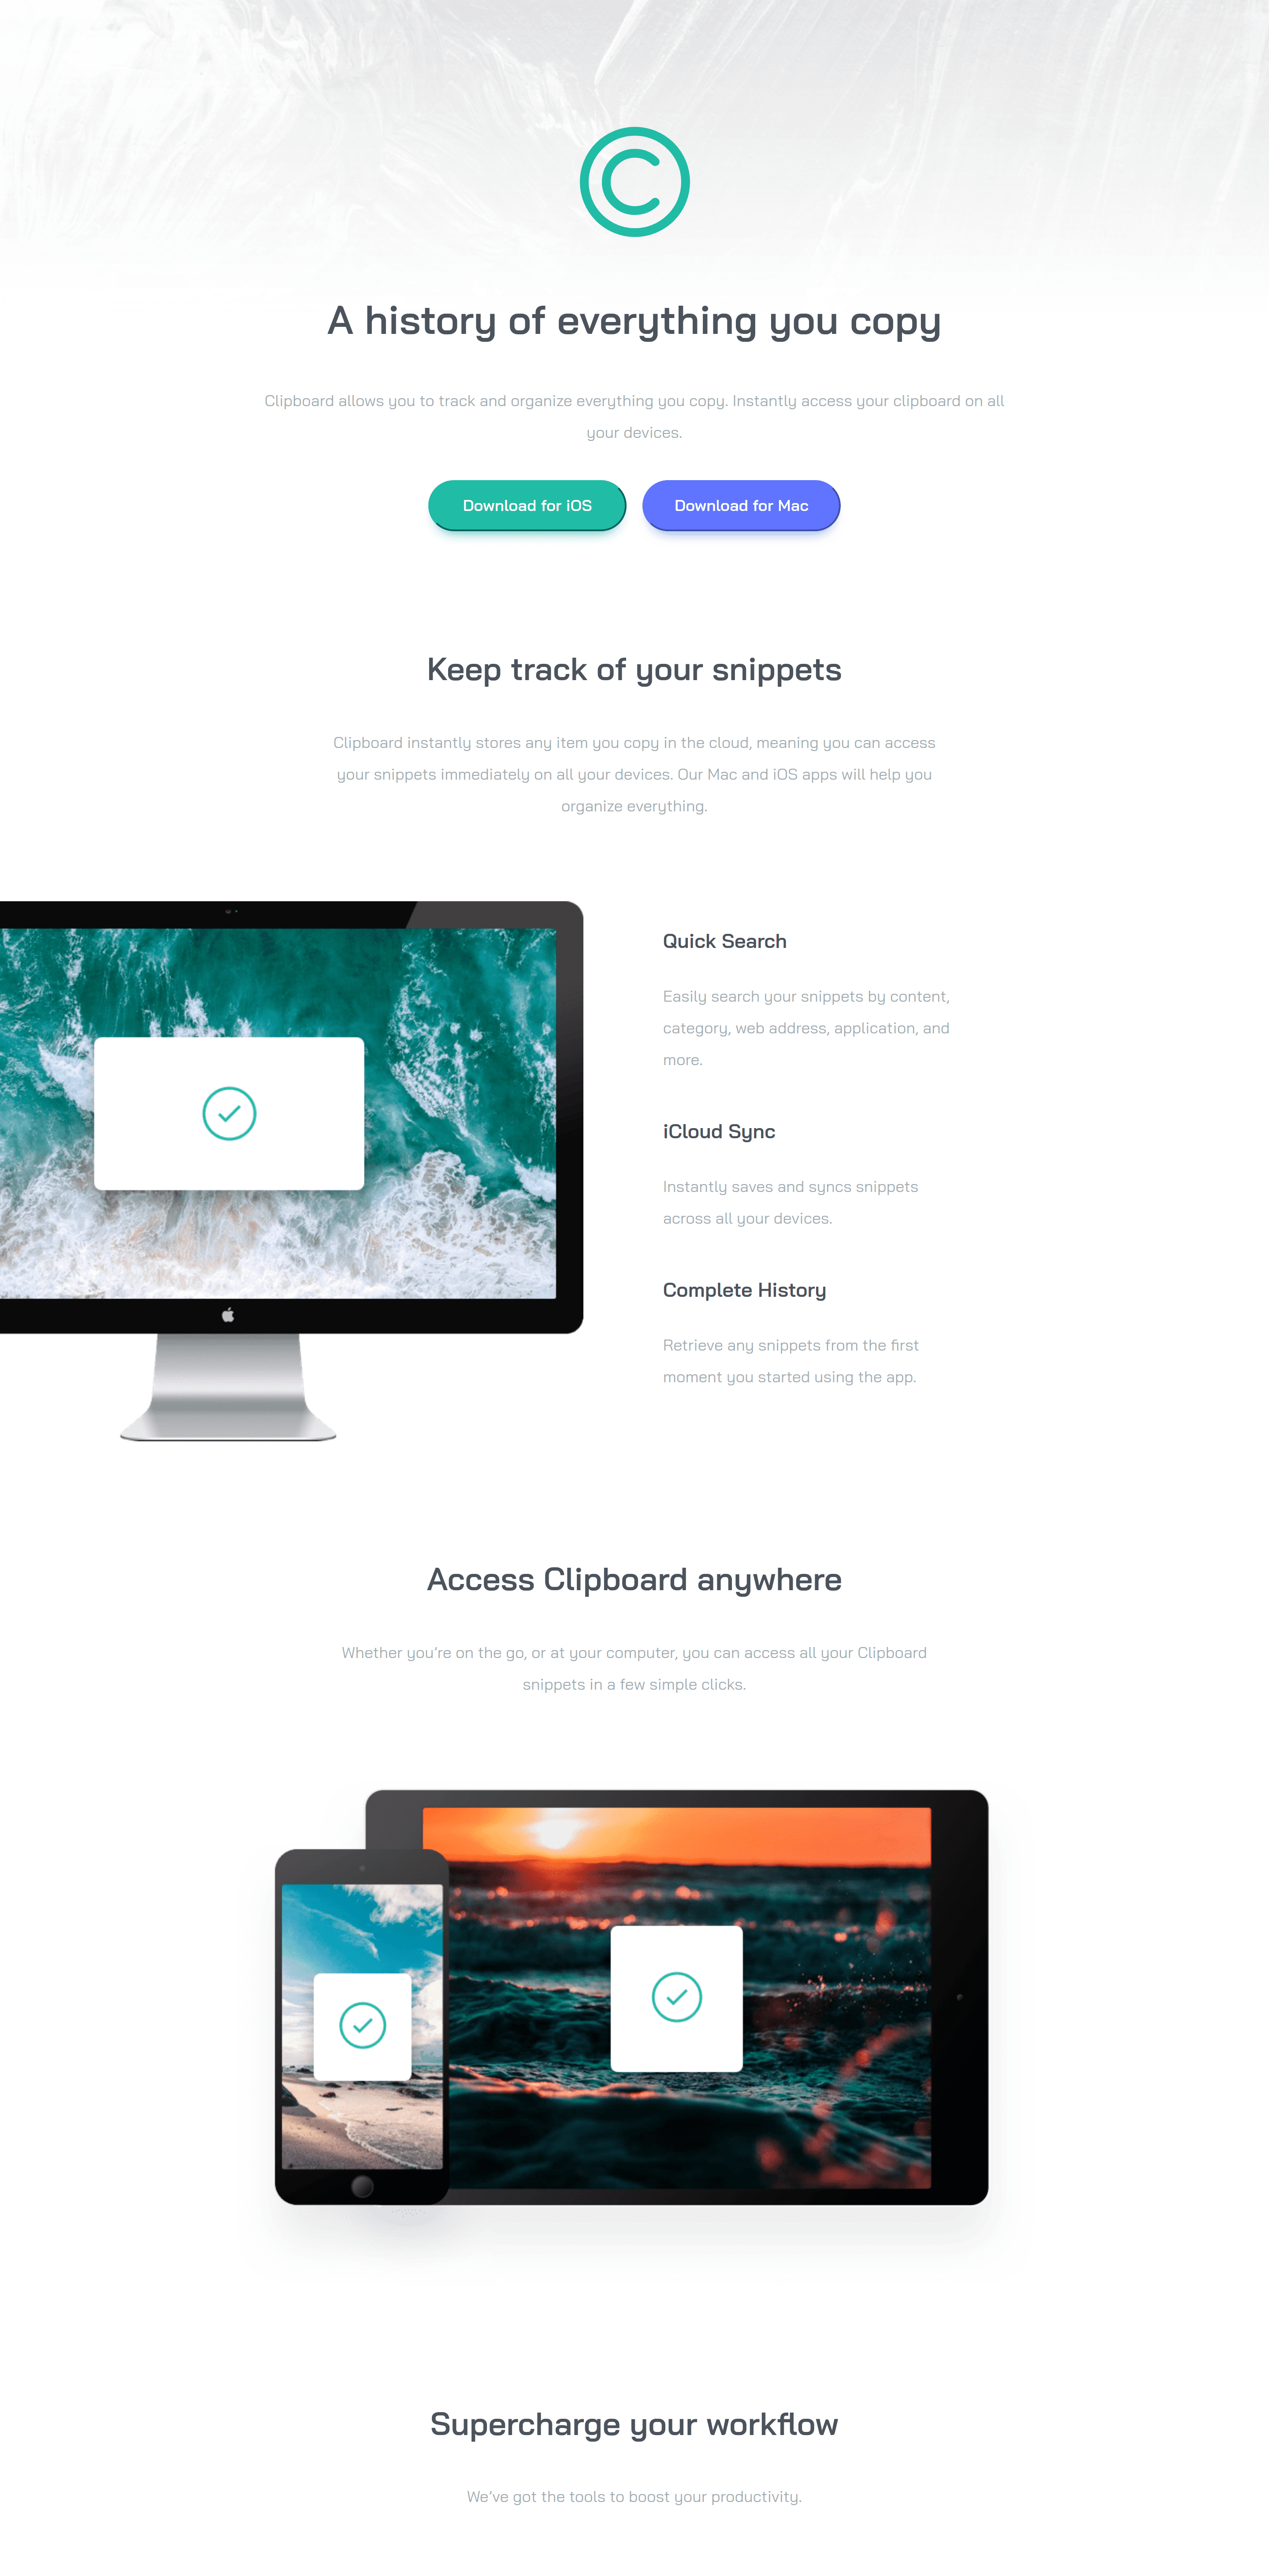 A history of everything you copy
Clipboard allows you to track and organize everything you copy. Instantly access your clipboard on all
your devices.
Download for iOS
Download for Mac
Keep track of your snippets
Clipboard instantly stores any item you copy in the cloud, meaning you can access
your snippets immediately on all your devices. Our Mac and iOS apps will help you
organize everything.
Quick Search
Easily search your snippets by content,
category, web address, application, and
more.
iCloud Sync
Instantly saves and syncs snippets
across all your devices.
Complete History
Retrieve any snippets from the first
moment you started using the app.
Access Clipboard anywhere
Whether you’re on the go, or at your computer, you can access all your Clipboard
snippets in a few simple clicks.
Supercharge your workflow
We’ve got the tools to boost your productivity.